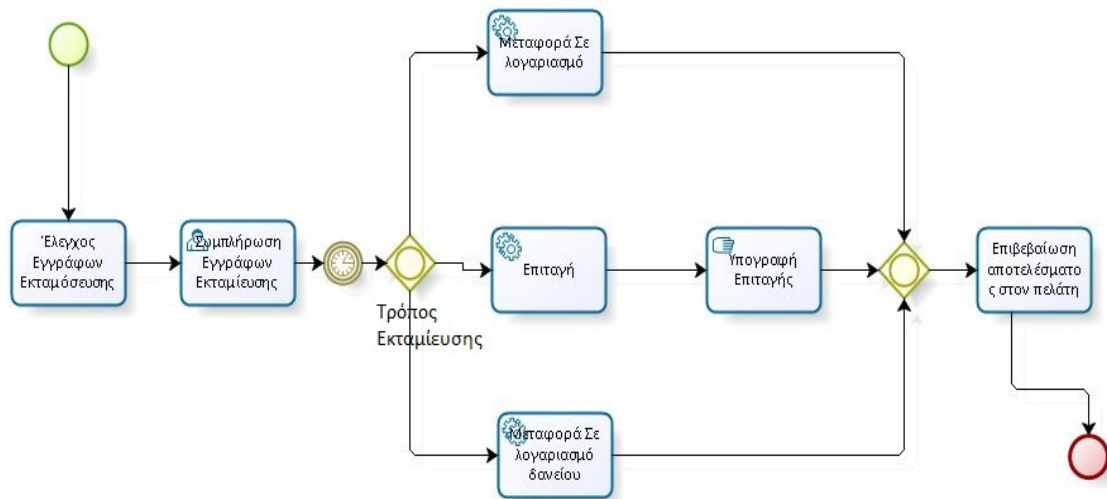 Μεταφορά Σε
λογαριασμό
Έλεγχος
Εγγράφων
Εκταμόσευσης
Συμπλήρωση
Εγγράφων
Εκταμίευσης
Τρόπος
Εκταμίευσης
Επιταγή
Υπογραφή
Επιταγής
Επιβεβαίωση
αποτελέσματο
ς στον πελάτη
Μεταφορά Σε
λογαριασμό
δανείου